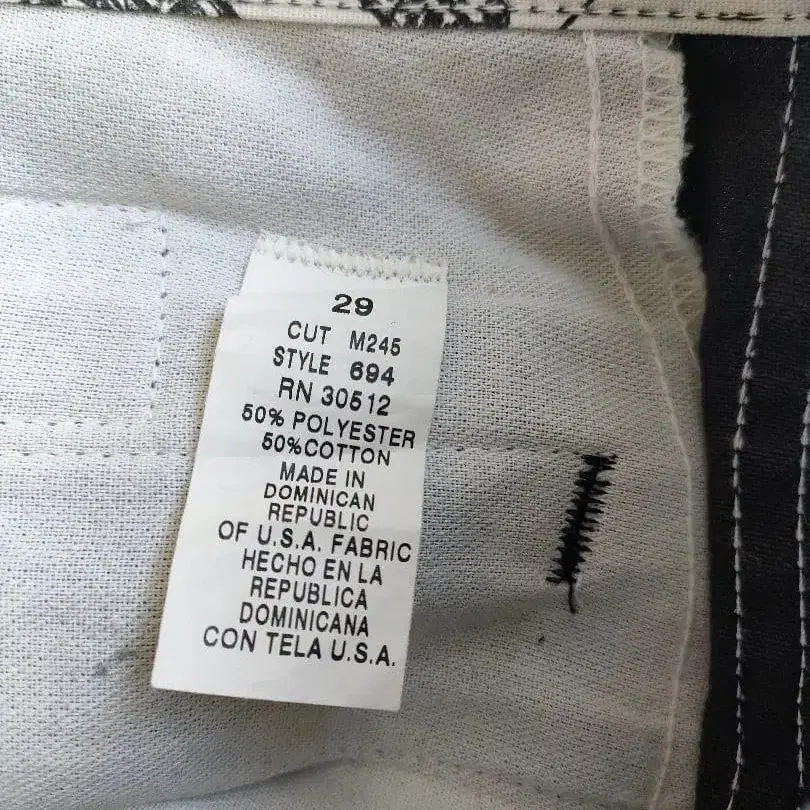 29
CUT M245
STYLE 694
RN 30512
50% POLYESTER
50%COTTON
MADE IN
DOMINICAN
REPUBLIC
OF U.S.A. FABRIC
HECHO EN LA
REPUBLICA
DOMINICANA
CON TELA U.S.A.